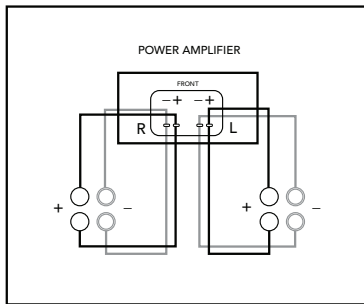 POWER AMPLIFIER
FRONT
−+ −+
R L
+ − + −